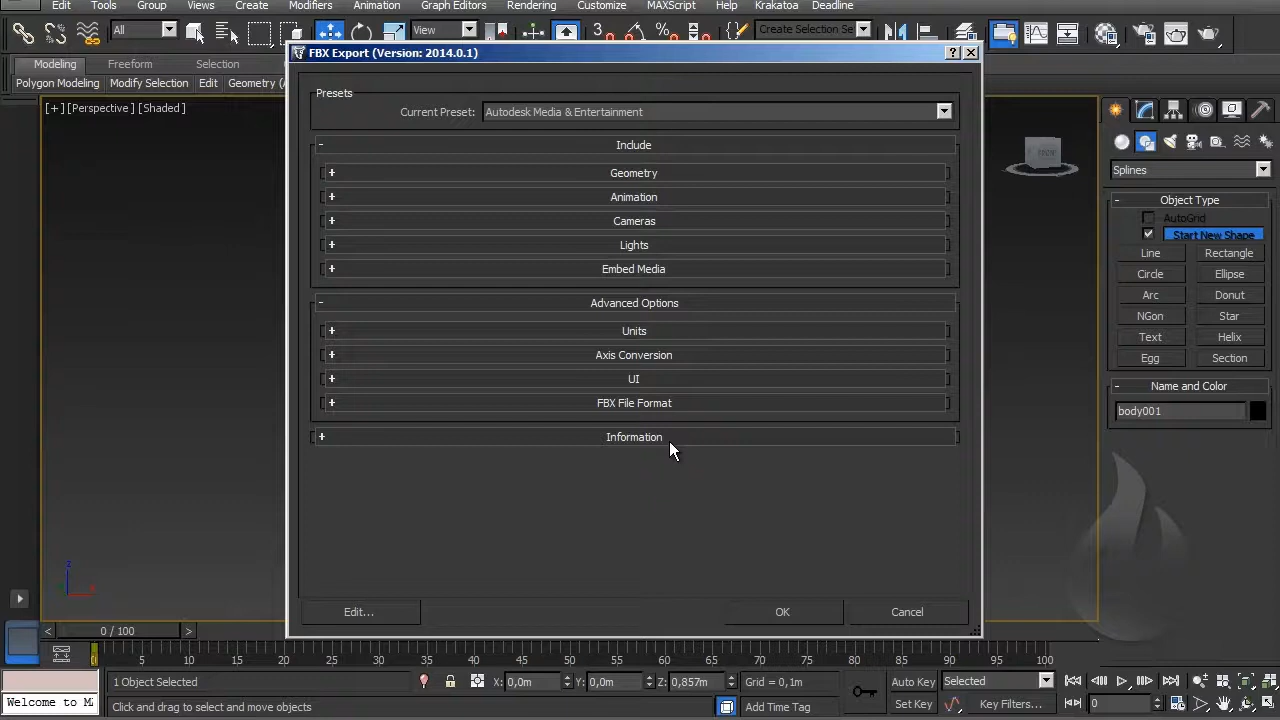 Edit Tools Group Views Create Modifiers Animation Graph Editors Rendering Customize MAXScript Help Krakatoa Deadline
All View Create Selection Se
Modeling Freeform Selection
Polygon Modeling Modify Selection Edit Geometry (A
FBX Export (Version: 2014.0.1)
[+] [Perspective ] [Shaded ]
Presets
Current Preset: Autodesk Media & Entertainment
- Include
+ Geometry
+ Animation
+ Cameras
+ Lights
+ Embed Media
- Advanced Options
+ Units
+ Axis Conversion
+ UI
+ FBX File Format
+ Information
Edit... OK Cancel
Splines
- Object Type
AutoGrid
Start New Shape
Line Rectangle
Circle Ellipse
Arc Donut
NGon Star
Text Helix
Egg Section
- Name and Color
body001
z
< 0 / 100 >
0 5 10 15 20 25 30 35 40 45 50 55 60 65 70 75 80 85 90 95 100
1 Object Selected X: 0,0m Y: 0,0m Z: 0,857m Grid = 0,1m Auto Key Selected
Welcome to M Click and drag to select and move objects Add Time Tag Set Key Key Filters... 0